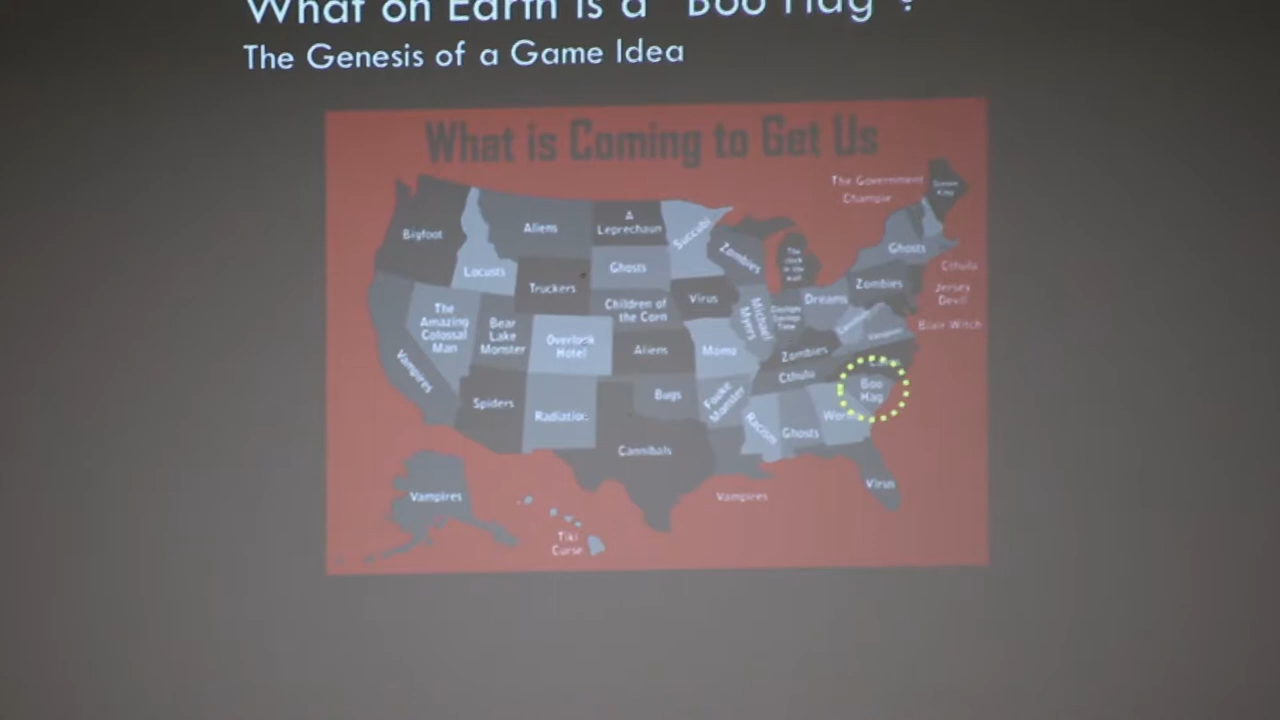 What on Earth is a "Boo Hag"?
The Genesis of a Game Idea
What is Coming to Get Us
The Government
Champie
Bigfoot
Aliens
A
Leprechaun
Succubi
Zombies
Ghosts
Locusts
Truckers
Ghosts
Zombies
Cthulu
Jersey
Devil
Blair Witch
The
Amazing
Colossal
Man
Bear
Lake
Monster
Overlook
Hotel
Children of
the Corn
Virus
Michael
Myers
Dreams
Vampires
Aliens
Momo
Zombies
Cthulu
Spiders
Radiation
Bugs
Fouke
Monster
Racism
Ghosts
Boo
Hag
Cannibals
Virus
Vampires
Vampires
Tiki
Curse